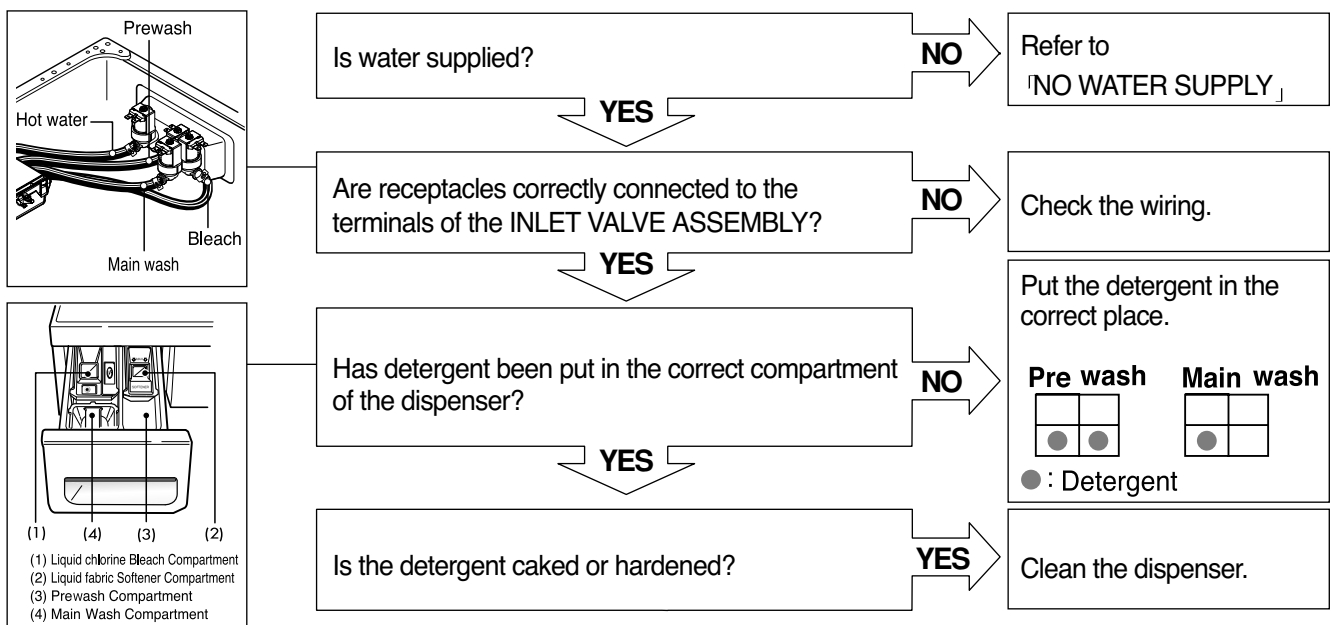 Prewash
Hot water
Bleach
Main wash
Is water supplied?
NO
Refer to
「NO WATER SUPPLY」
YES
Are receptacles correctly connected to the
terminals of the INLET VALVE ASSEMBLY?
NO
Check the wiring.
YES
Has detergent been put in the correct compartment
of the dispenser?
NO
Put the detergent in the
correct place.
Pre wash Main wash
: Detergent
YES
SOFTENER
(1) (4) (3) (2)
(1) Liquid chlorine Bleach Compartment
(2) Liquid fabric Softener Compartment
(3) Prewash Compartment
(4) Main Wash Compartment
Is the detergent caked or hardened?
YES
Clean the dispenser.